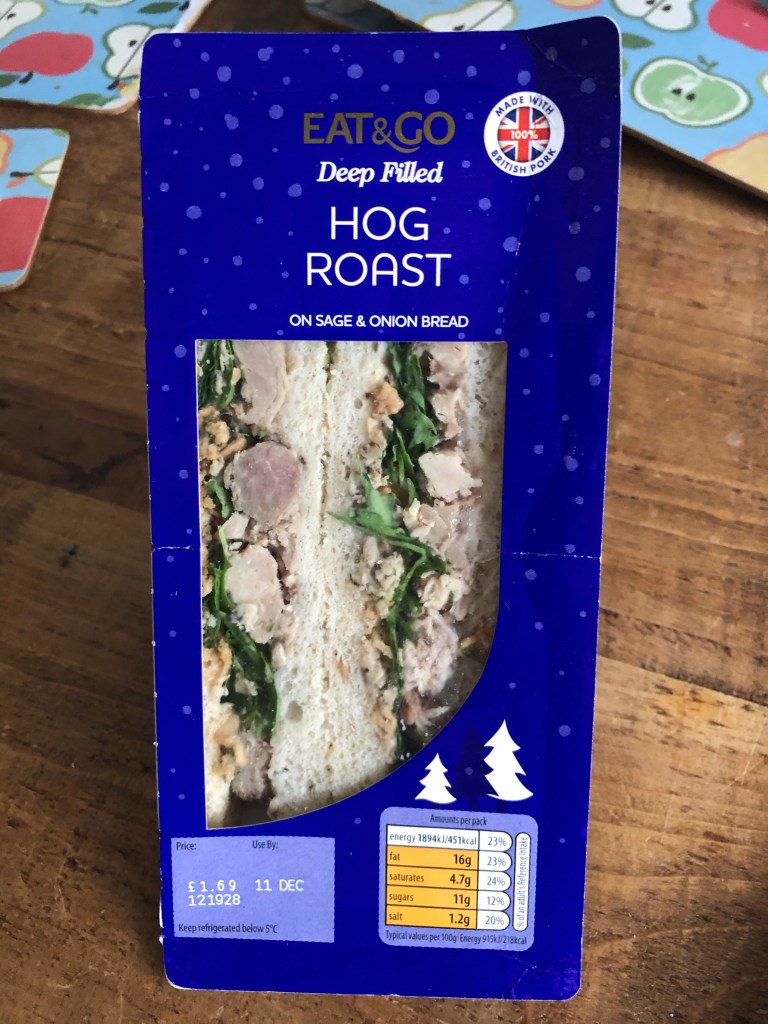 EAT&GO
Deep Filled
HOG
ROAST
ON SAGE & ONION BREAD
MADE WITH
100%
BRITISH PORK
Price: Use By:
£1.69 11 DEC
121928
Keep refrigerated below 5°C
Amounts per pack
energy 1894kJ/451kcal 23%
fat 16g 23%
saturates 4.7g 24%
sugars 11g 12%
salt 1.2g 20%
% of an adult's Reference Intake
Typical values per 100g: Energy 915kJ/218kcal